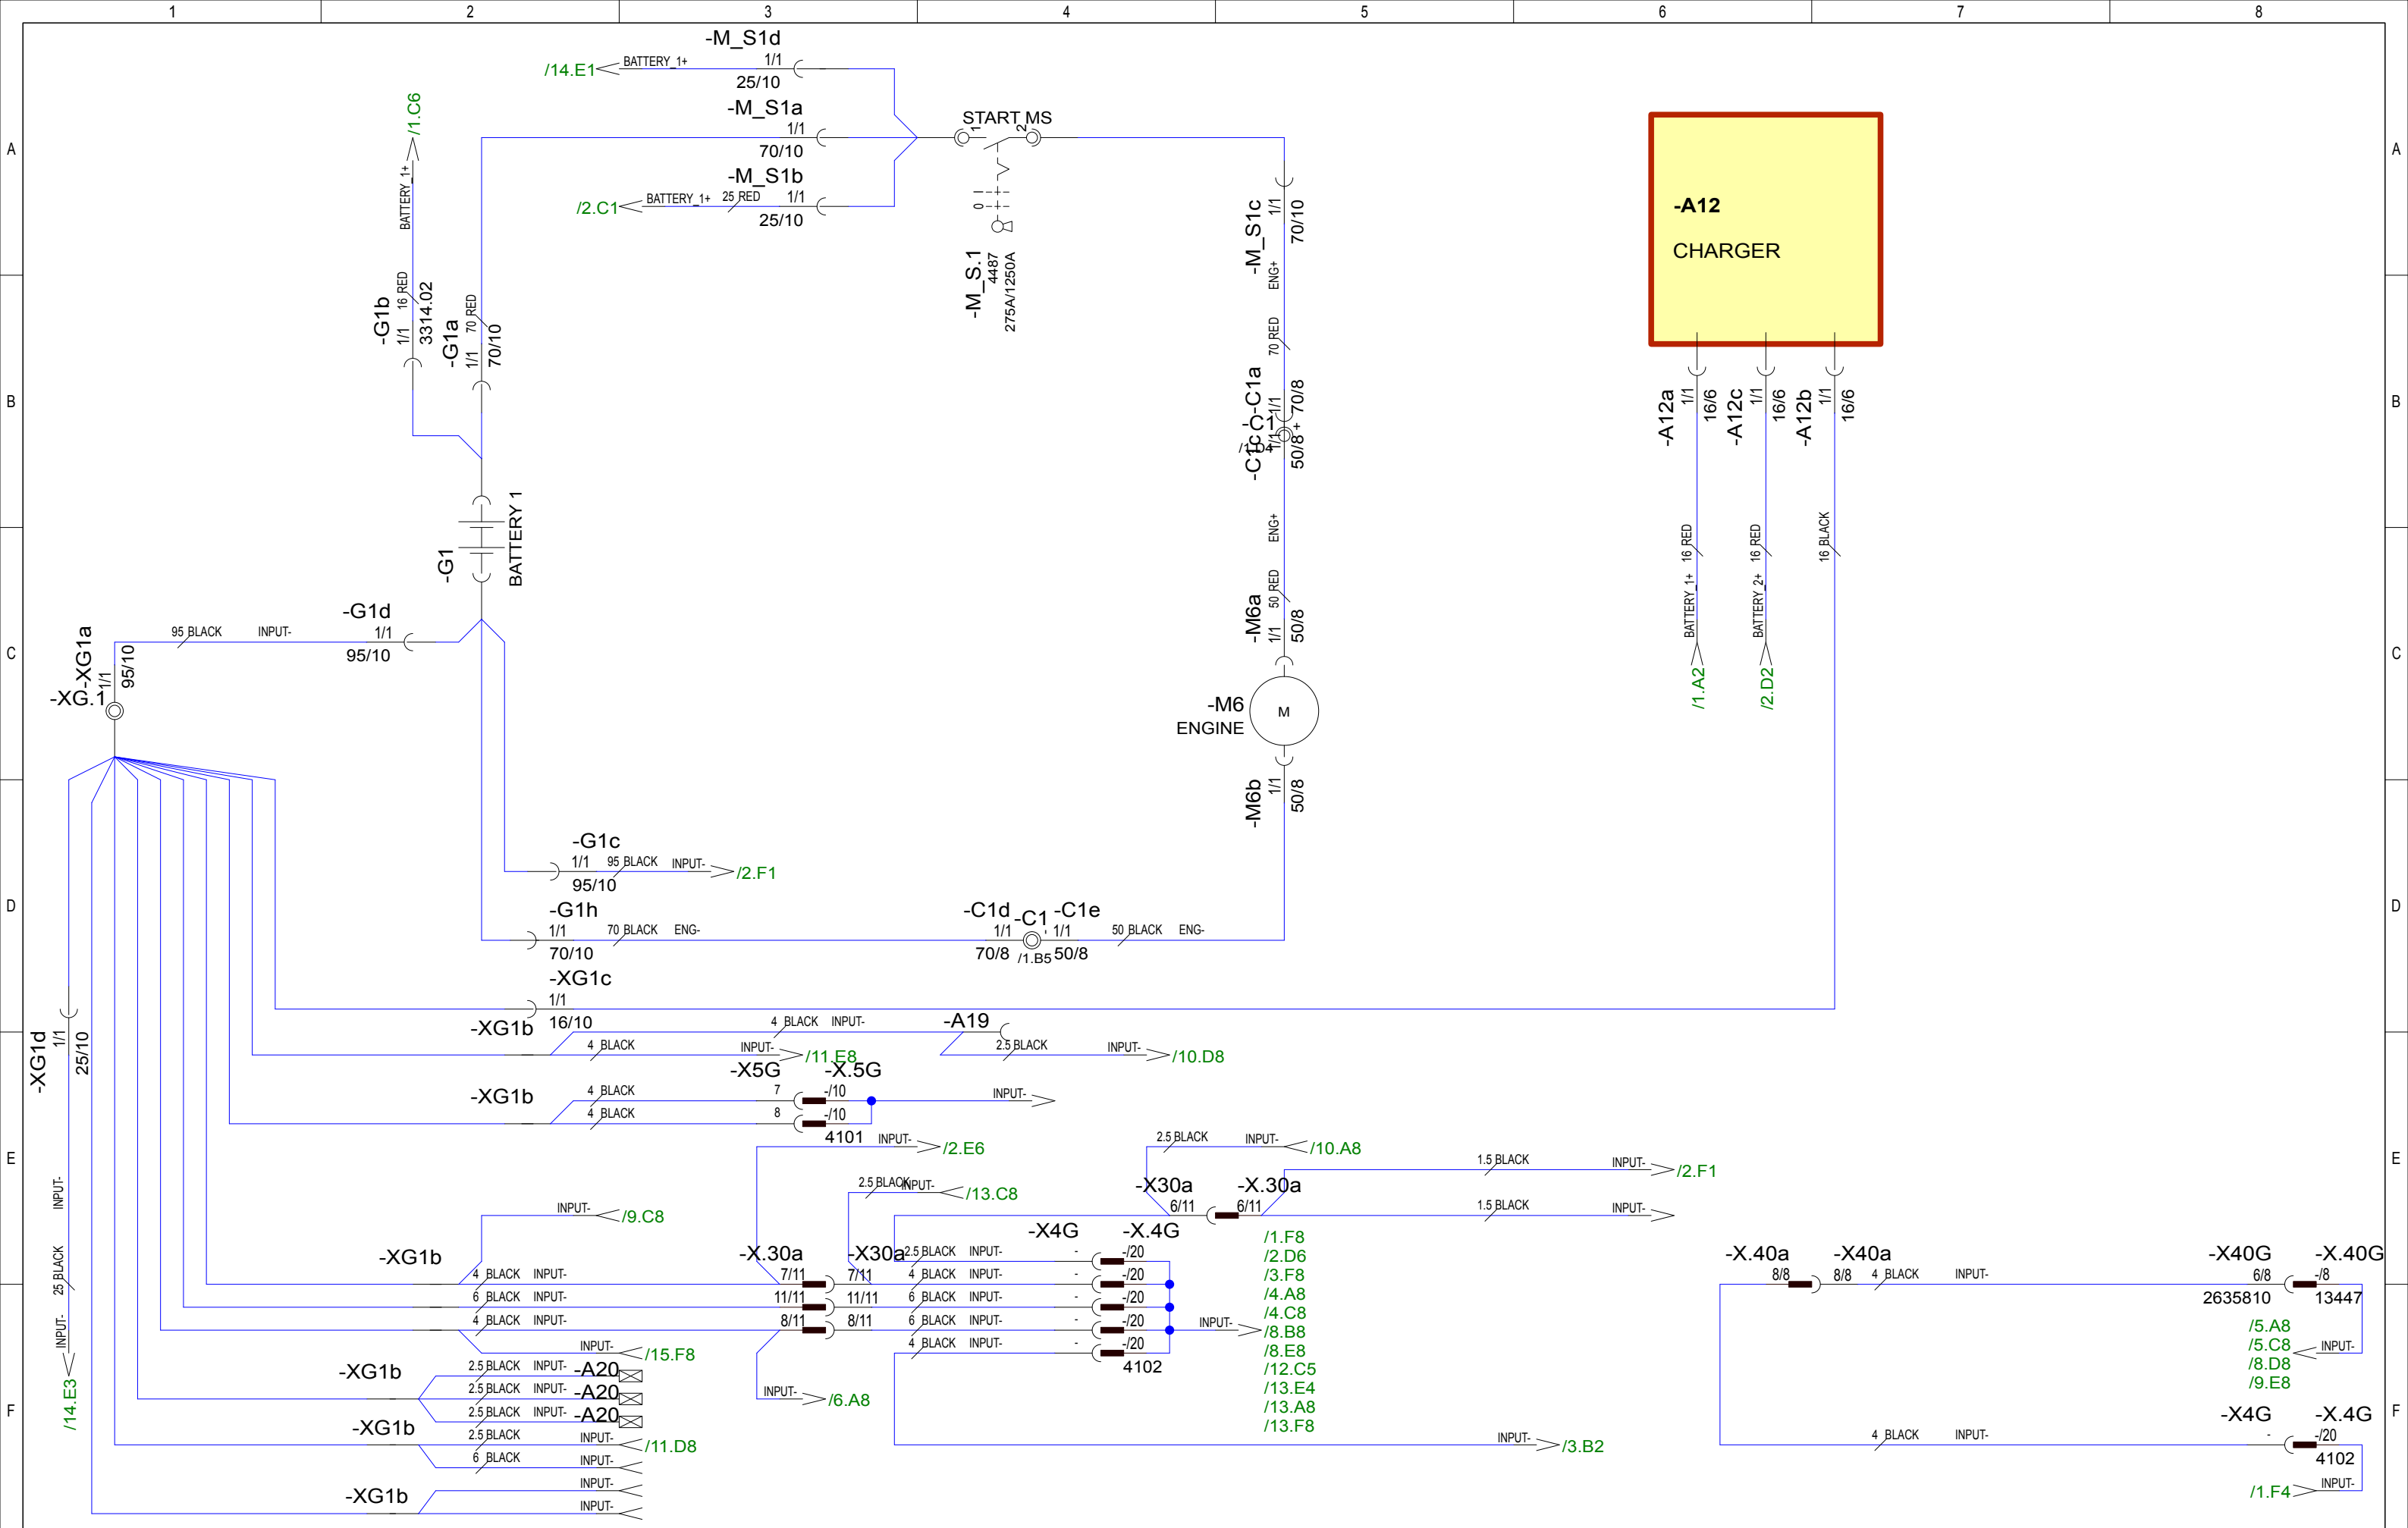 1 2 3 4 5 6 7 8
A
A
B
B
C
C
D
D
E
E
F
F
-M_S1d
1/1
25/10
/14.E1
BATTERY_1+
-M_S1a
1/1
70/10
-M_S1b
1/1
25/10
/2.C1
BATTERY_1+
25 RED
START MS
1
2
I
0
-M_S.1
4487
275A/1250A
/1.C6
BATTERY_1+
16 RED
-G1b
1/1
3314.02
-G1a
1/1
70 RED
70/10
-G1
BATTERY 1
-M_S1c
1/1
70/10
ENG+
70 RED
-C1a
1/1
70/8
-C1
+
-C1c
1/1
50/8
ENG+
50 RED
-M6a
1/1
50/8
-M6
ENGINE
M
-M6b
1/1
50/8
-A12
CHARGER
-A12a
1/1
16/6
-A12c
1/1
16/6
-A12b
1/1
16/6
16 RED
16 RED
16 BLACK
BATTERY_1+
BATTERY_2+
/1.A2
/2.D2
-G1d
1/1
95/10
95 BLACK
INPUT-
-XG1a
1/1
95/10
-XG.1
-G1c
1/1
95 BLACK
INPUT-
95/10
/2.F1
-G1h
1/1
70 BLACK
ENG-
70/10
-C1d
-C1
-C1e
1/1
1/1
70/8
/1.B5
50/8
50 BLACK
ENG-
-XG1c
1/1
16/10
-XG1d
1/1
25/10
INPUT-
25 BLACK
INPUT-
/14.E3
-XG1b
4 BLACK
INPUT-
-A19
4 BLACK
INPUT-
/11.E8
2.5 BLACK
INPUT-
/10.D8
-XG1b
-X5G
-X.5G
4 BLACK
7
-/10
INPUT-
4 BLACK
8
-/10
4101
INPUT-
/2.E6
2.5 BLACK
INPUT-
/10.A8
1.5 BLACK
INPUT-
/2.F1
2.5 BLACK
INPUT-
/13.C8
-X30a
-X.30a
6/11
6/11
1.5 BLACK
INPUT-
INPUT-
/9.C8
-XG1b
-X.30a
-X30a
-X4G
-X.4G
2.5 BLACK
INPUT-
-
-/20
4 BLACK
INPUT-
7/11
7/11
4 BLACK
INPUT-
-
-/20
6 BLACK
INPUT-
11/11
11/11
6 BLACK
INPUT-
-
-/20
4 BLACK
INPUT-
8/11
8/11
6 BLACK
INPUT-
-
-/20
INPUT-
4 BLACK
INPUT-
-
-/20
4102
/1.F8
/2.D6
/3.F8
/4.A8
/4.C8
/8.B8
/8.E8
/12.C5
/13.E4
/13.A8
/13.F8
INPUT-
/15.F8
INPUT-
/6.A8
INPUT-
/3.B2
-XG1b
2.5 BLACK
INPUT-
-A20
2.5 BLACK
INPUT-
-A20
2.5 BLACK
INPUT-
-A20
-XG1b
2.5 BLACK
INPUT-
/11.D8
6 BLACK
INPUT-
-XG1b
INPUT-
INPUT-
-X.40a
-X40a
8/8
8/8
4 BLACK
INPUT-
-X40G
-X.40G
6/8
-/8
2635810
13447
/5.A8
/5.C8
/8.D8
/9.E8
INPUT-
-X4G
-X.4G
4 BLACK
INPUT-
-
-/20
4102
/1.F4
INPUT-